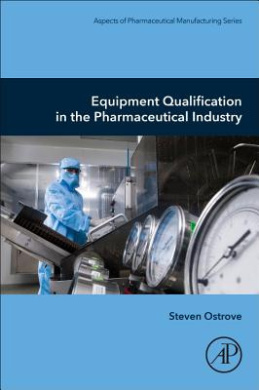 Aspects of Pharmaceutical Manufacturing Series
Equipment Qualification
in the Pharmaceutical Industry
Steven Ostrove
AP